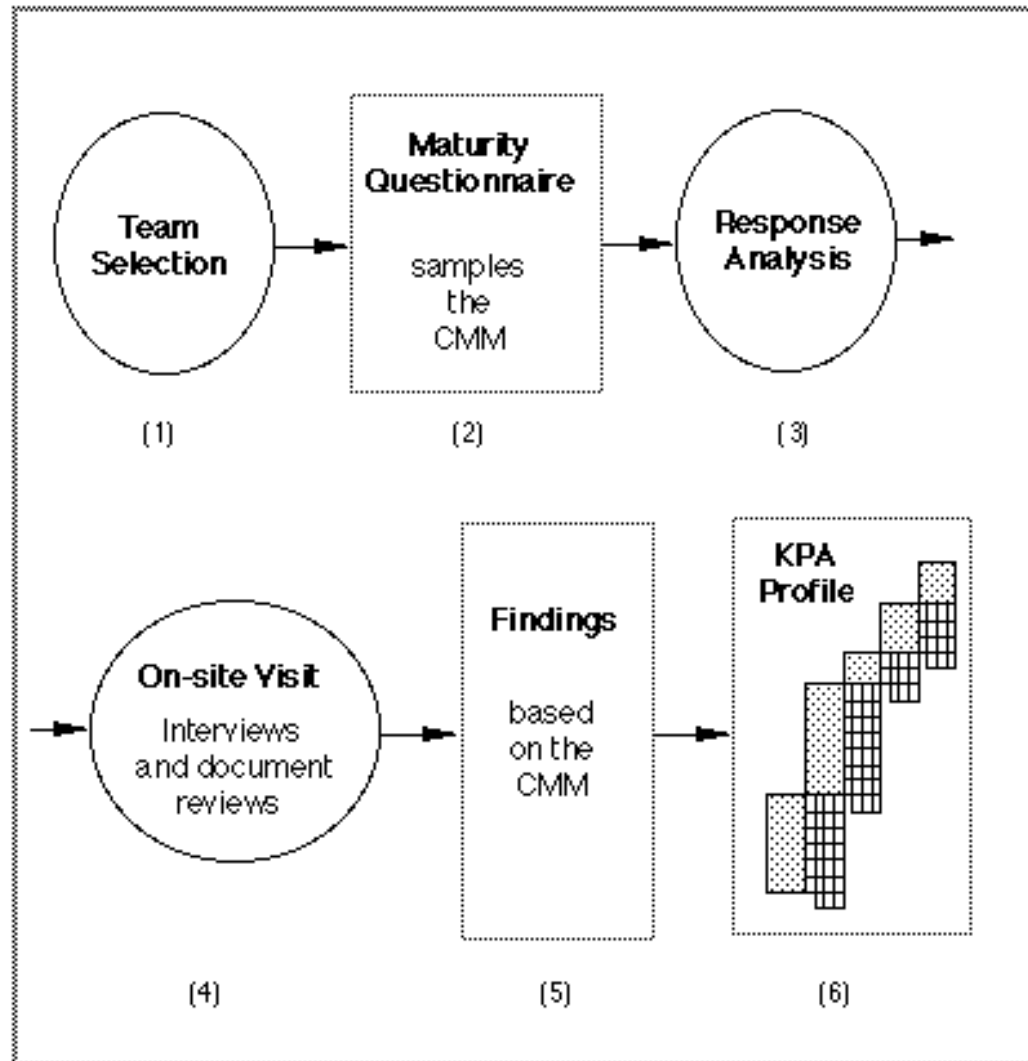 Team
Selection
Maturity
Questionnaire
samples
the
CMM
Response
Analysis
(1)
(2)
(3)
On-site Visit
Interviews
and document
reviews
Findings
based
on the
CMM
KPA
Profile
(4)
(5)
(6)